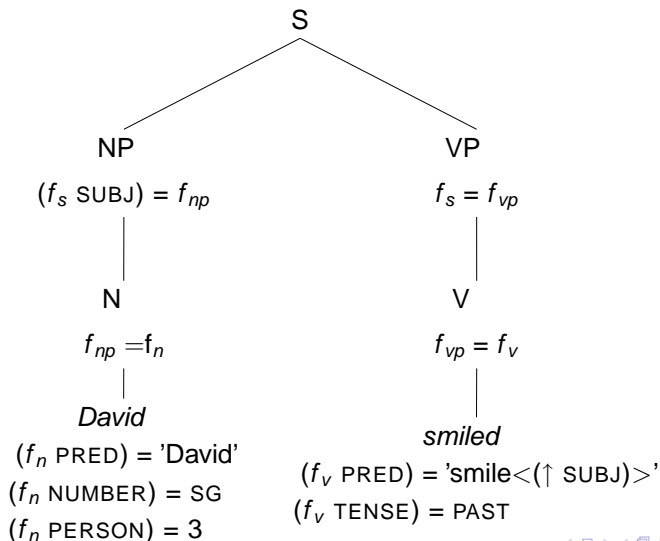 S
NP VP
(f_s SUBJ) = f_np f_s = f_vp
N V
f_np =f_n f_vp = f_v
David smiled
(f_n PRED) = 'David' (f_v PRED) = 'smile<(↑ SUBJ)>'
(f_n NUMBER) = SG (f_v TENSE) = PAST
(f_n PERSON) = 3